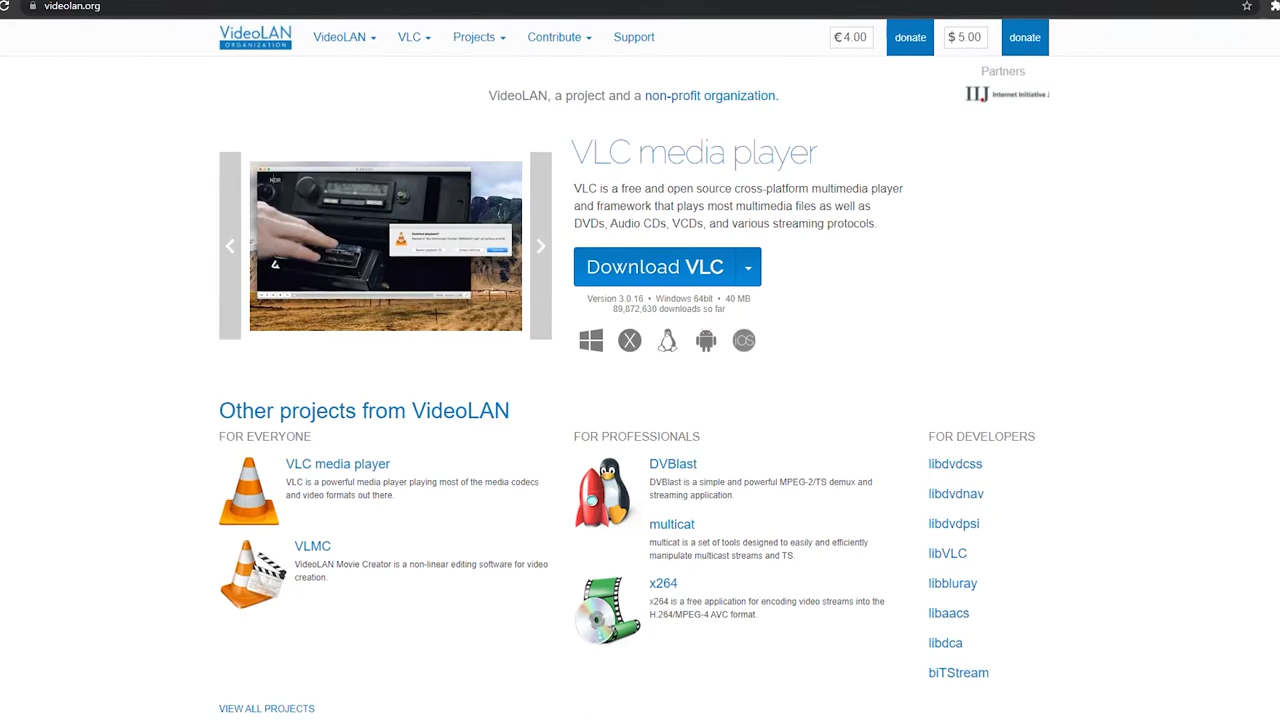 videolan.org
VideoLAN
ORGANIZATION
VideoLAN
VLC
Projects
Contribute
Support
€ 4.00
donate
$ 5.00
donate
Partners
IIJ Internet Initiative J
VideoLAN, a project and a non-profit organization.
VLC media player
VLC is a free and open source cross-platform multimedia player
and framework that plays most multimedia files as well as
DVDs, Audio CDs, VCDs, and various streaming protocols.
Download VLC
Version 3.0.16 • Windows 64bit • 40 MB
89,872,630 downloads so far
X
iOS
NDR
Other projects from VideoLAN
FOR EVERYONE
VLC media player
VLC is a powerful media player playing most of the media codecs
and video formats out there.
VLMC
VideoLAN Movie Creator is a non-linear editing software for video
creation.
FOR PROFESSIONALS
DVBlast
DVBlast is a simple and powerful MPEG-2/TS demux and
streaming application.
multicat
multicat is a set of tools designed to easily and efficiently
manipulate multicast streams and TS.
x264
x264 is a free application for encoding video streams into the
H.264/MPEG-4 AVC format.
FOR DEVELOPERS
libdvdcss
libdvdnav
libdvdpsi
libVLC
libbluray
libaacs
libdca
biTStream
VIEW ALL PROJECTS